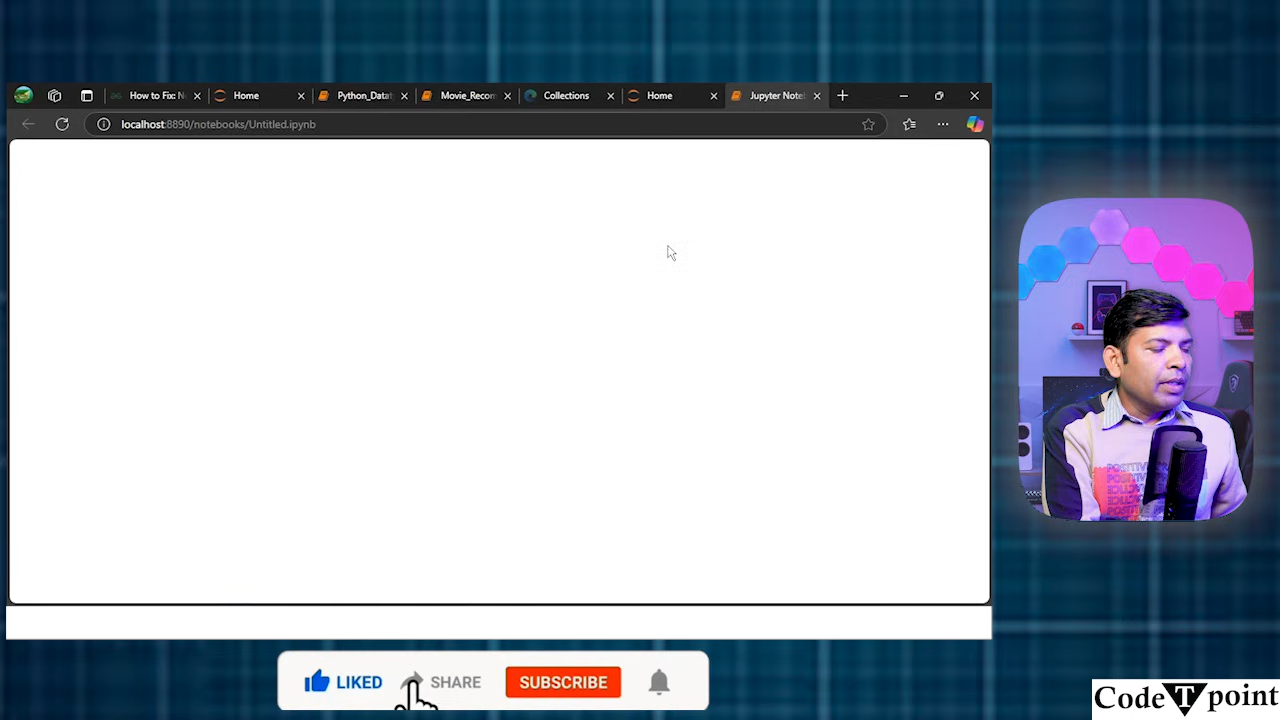 How to Fix: N
Home
Python_Data
Movie_Recom
Collections
Home
Jupyter Note
localhost:8890/notebooks/Untitled.ipynb
LIKED
SHARE
SUBSCRIBE
Code T point